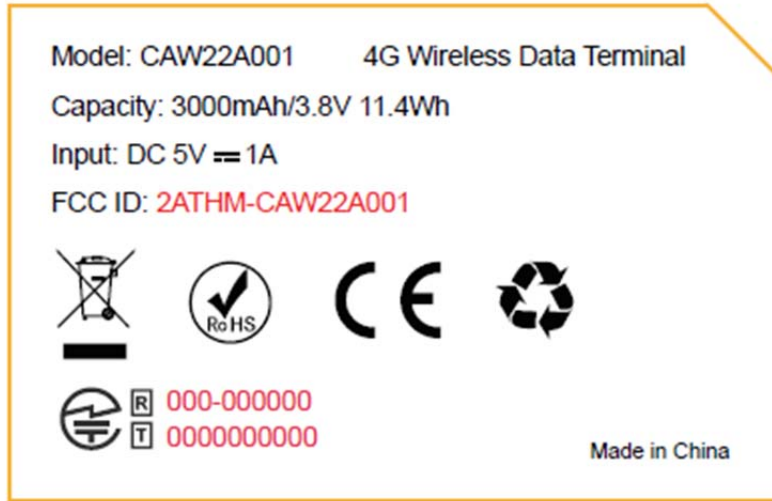 Model: CAW22A001 4G Wireless Data Terminal
Capacity: 3000mAh/3.8V 11.4Wh
Input: DC 5V ⎓ 1A
FCC ID: 2ATHM-CAW22A001
RoHS CE
R 000-000000
T 0000000000
Made in China